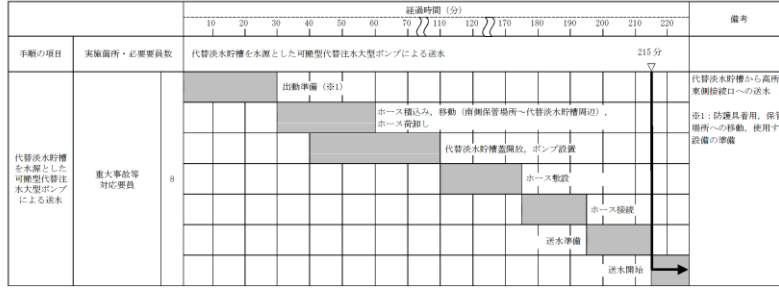 経過時間（分）
備考
10 20 30 40 50 60 70 110 120 170 180 190 200 210 220
手順の項目
実施箇所・必要要員数
代替淡水貯槽を水源とした可搬型代替注水大型ポンプによる送水
215 分
代替淡水貯槽
を水源とした
可搬型代替注
水大型ポンプ
による送水
重大事故等
対応要員
8
出動準備（※1）
ホース積込み，移動（南側保管場所～代替淡水貯槽周辺），
ホース荷卸し
代替淡水貯槽蓋開放，ポンプ設置
ホース敷設
ホース接続
送水準備
送水開始
代替淡水貯槽から高所
東側接続口への送水
※1：防護具着用，保管
場所への移動，使用す
設備の準備